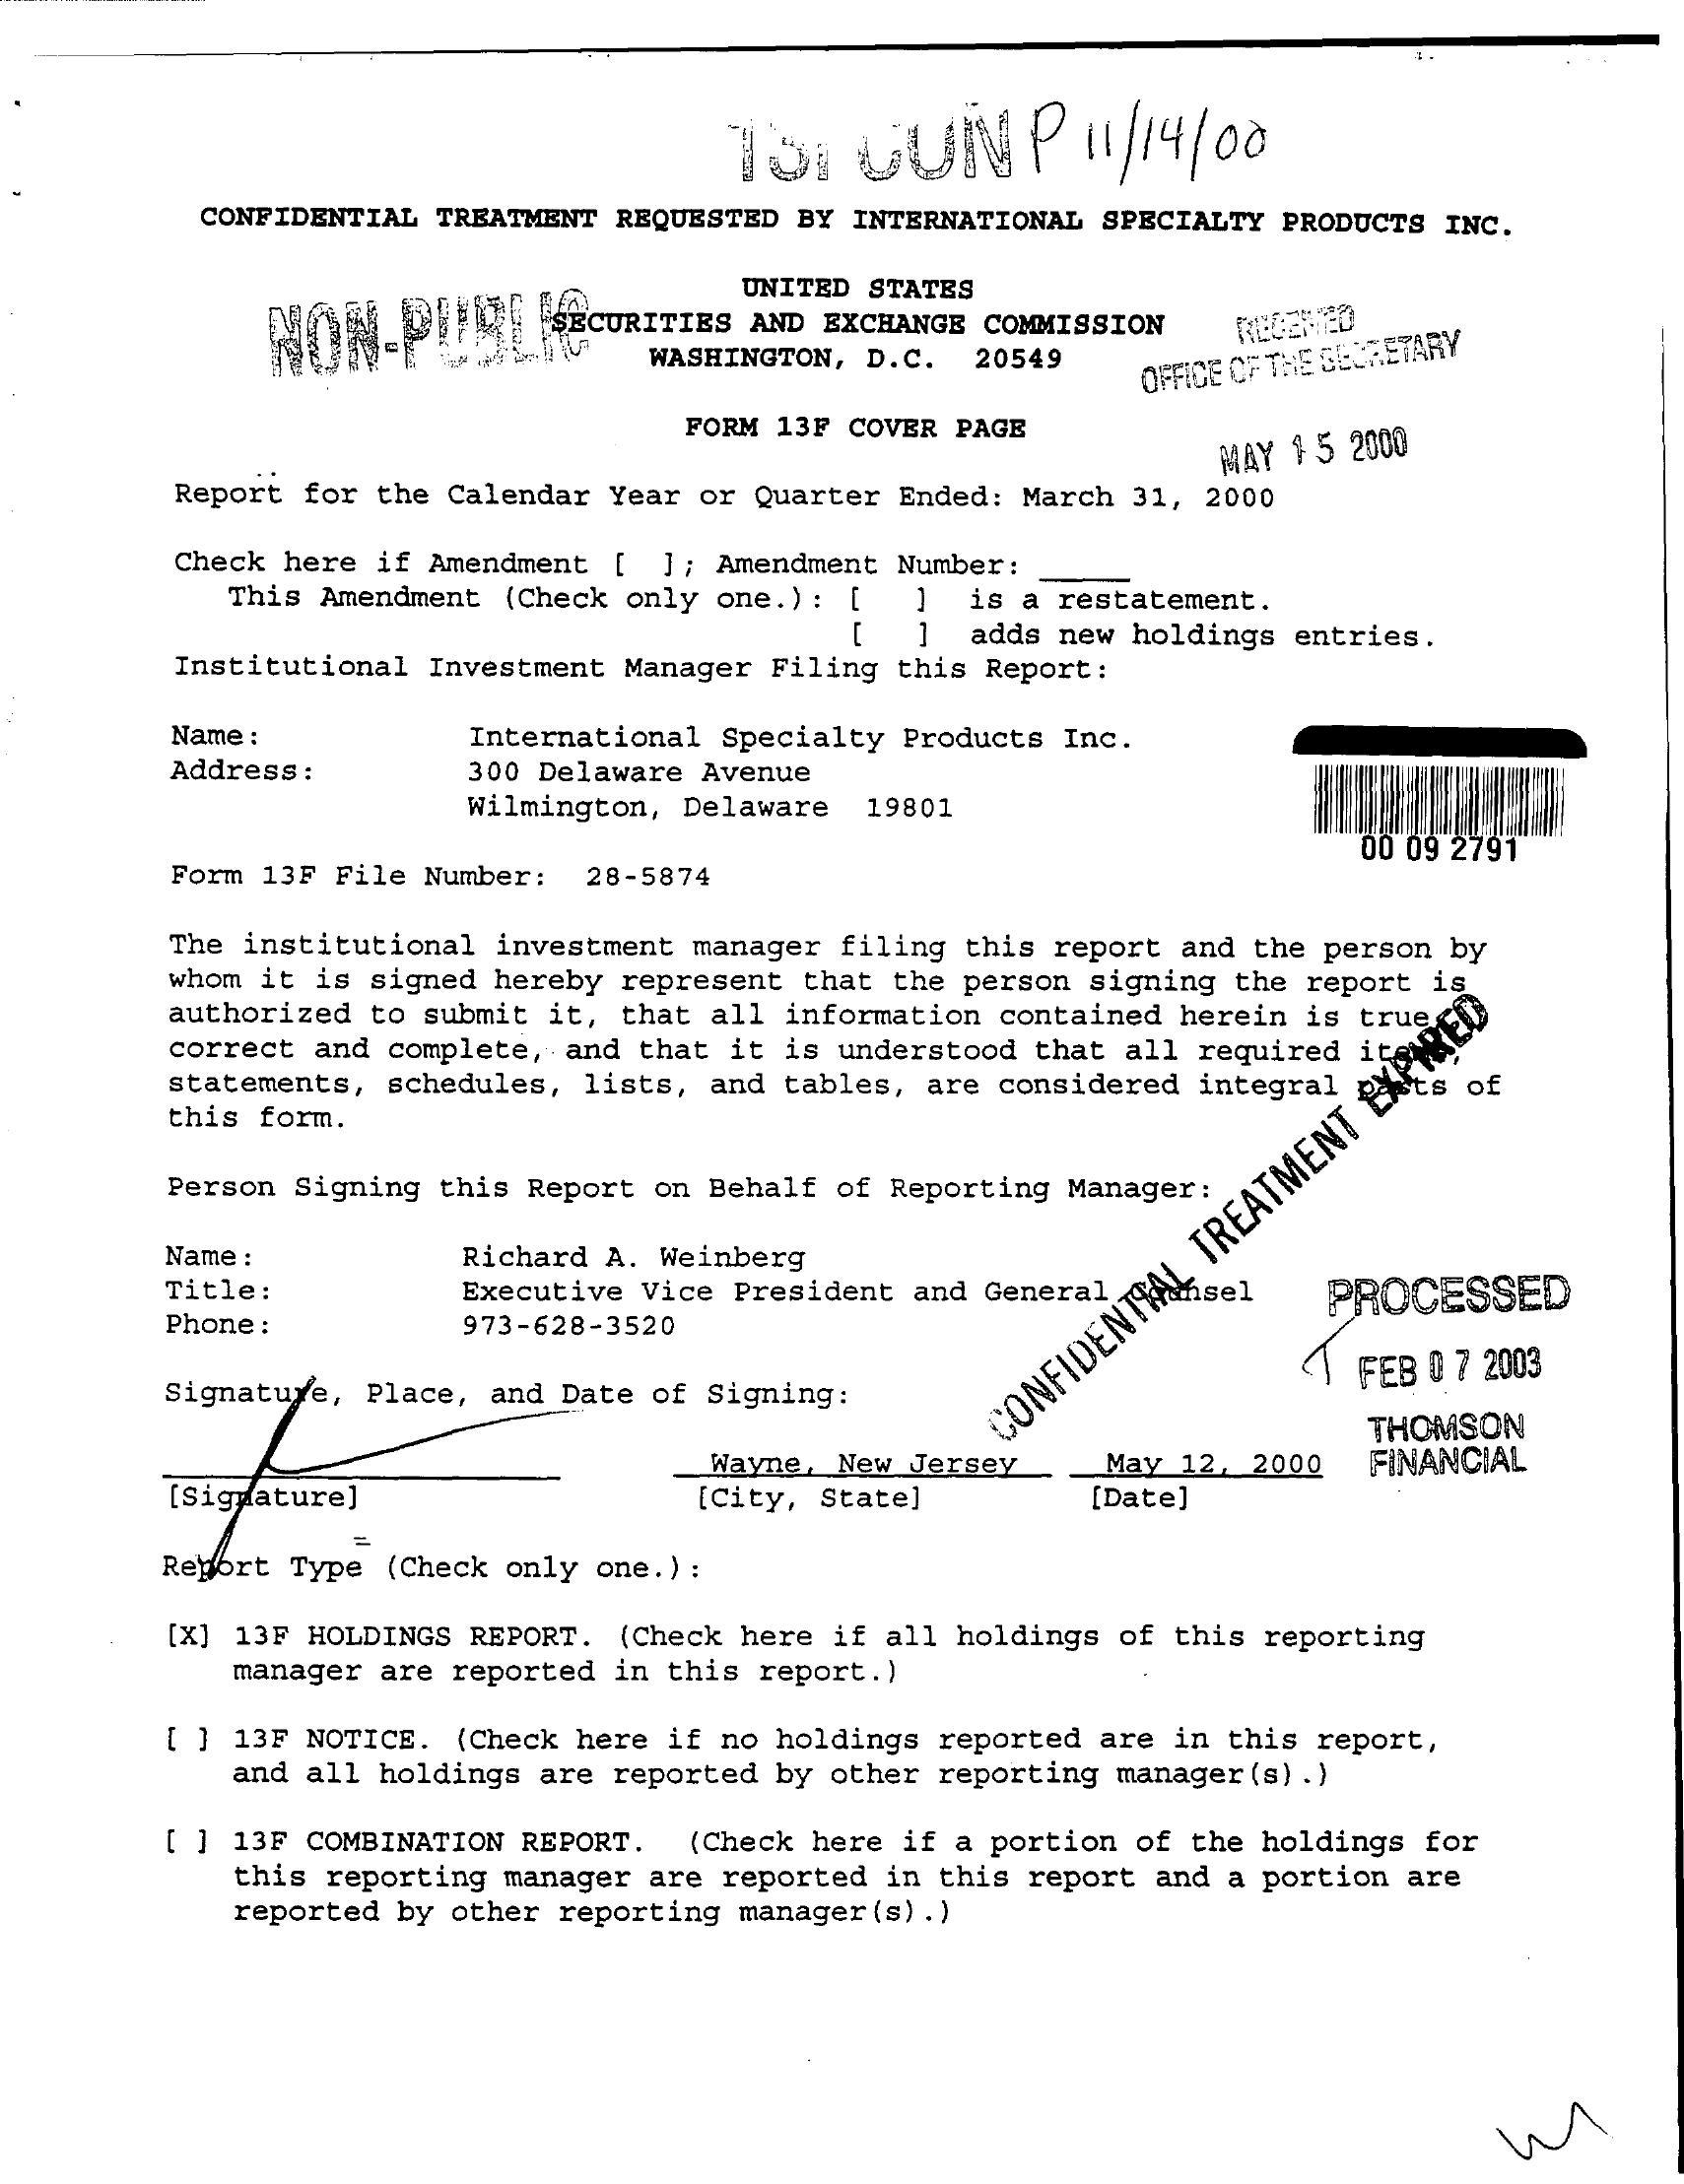 P 11/14/00
CONFIDENTIAL TREATMENT REQUESTED BY INTERNATIONAL SPECIALTY PRODUCTS INC.
UNITED STATES
NON-PUBLIC
SECURITIES AND EXCHANGE COMMISSION
WASHINGTON, D.C. 20549
RECEIVED
OFFICE OF THE SECRETARY
FORM 13F COVER PAGE
MAY 15 2000
Report for the Calendar Year or Quarter Ended: March 31, 2000
Check here if Amendment [ ]; Amendment Number: _____
This Amendment (Check only one.): [ ] is a restatement.
[ ] adds new holdings entries.
Institutional Investment Manager Filing this Report:
Name: International Specialty Products Inc.
Address: 300 Delaware Avenue
Wilmington, Delaware 19801
00 09 2791
Form 13F File Number: 28-5874
The institutional investment manager filing this report and the person by
whom it is signed hereby represent that the person signing the report is
authorized to submit it, that all information contained herein is true,
correct and complete, and that it is understood that all required items,
statements, schedules, lists, and tables, are considered integral parts of
this form.
CONFIDENTIAL TREATMENT EXPIRED
Person Signing this Report on Behalf of Reporting Manager:
Name: Richard A. Weinberg
Title: Executive Vice President and General Counsel
Phone: 973-628-3520
PROCESSED
FEB 07 2003
THOMSON
FINANCIAL
Signature, Place, and Date of Signing:
Wayne, New Jersey May 12, 2000
[Signature] [City, State] [Date]
Report Type (Check only one.):
[X] 13F HOLDINGS REPORT. (Check here if all holdings of this reporting
manager are reported in this report.)
[ ] 13F NOTICE. (Check here if no holdings reported are in this report,
and all holdings are reported by other reporting manager(s).)
[ ] 13F COMBINATION REPORT. (Check here if a portion of the holdings for
this reporting manager are reported in this report and a portion are
reported by other reporting manager(s).)